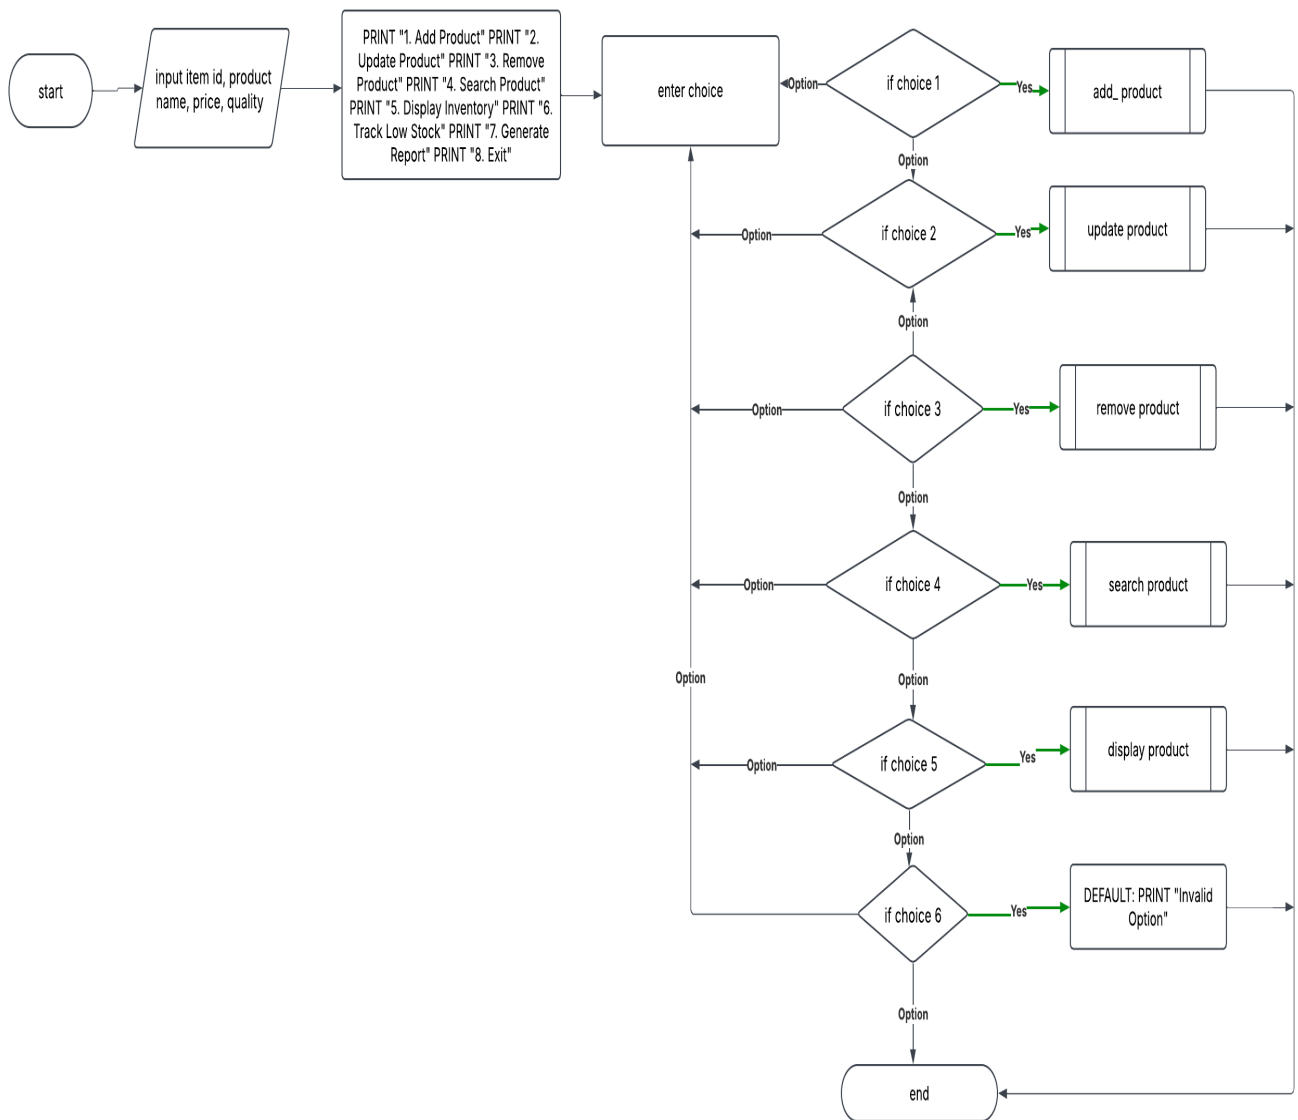 start
input item id, product
name, price, quality
PRINT "1. Add Product" PRINT "2.
Update Product" PRINT "3. Remove
Product" PRINT "4. Search Product"
PRINT "5. Display Inventory" PRINT "6.
Track Low Stock" PRINT "7. Generate
Report" PRINT "8. Exit"
enter choice
Option
if choice 1
Yes
add_ product
Option
Option
if choice 2
Yes
update product
Option
Option
if choice 3
Yes
remove product
Option
Option
if choice 4
Yes
search product
Option
Option
Option
if choice 5
Yes
display product
Option
if choice 6
Yes
DEFAULT: PRINT "Invalid
Option"
Option
end